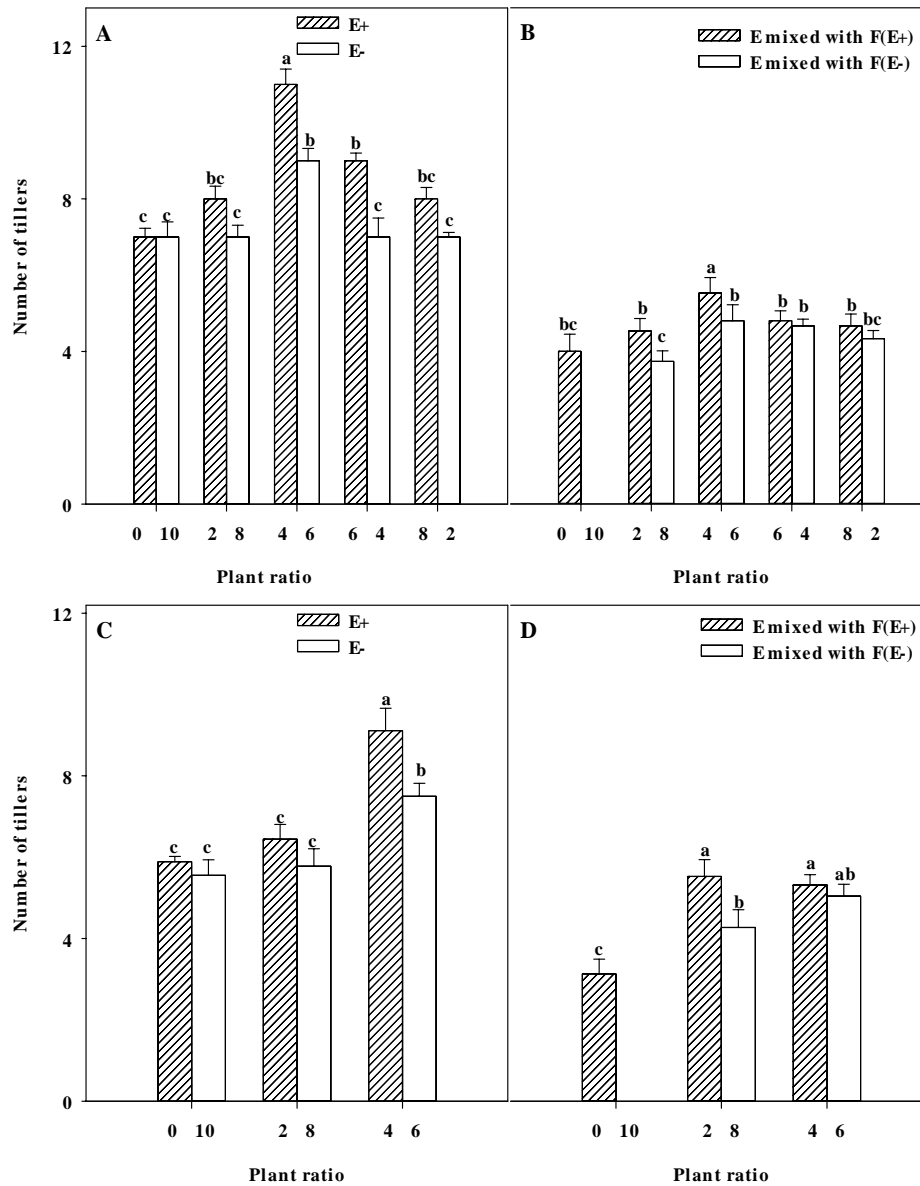 A
E+
E-
B
E mixed with F(E+)
E mixed with F(E-)
12
8
4
0
Number of tillers
c c bc c a b b c bc c
bc b c a b b b b bc
0 10 2 8 4 6 6 4 8 2
0 10 2 8 4 6 6 4 8 2
Plant ratio
Plant ratio
C
E+
E-
D
E mixed with F(E+)
E mixed with F(E-)
12
8
4
0
Number of tillers
c c c c a b
c a b a ab
0 10 2 8 4 6
0 10 2 8 4 6
Plant ratio
Plant ratio